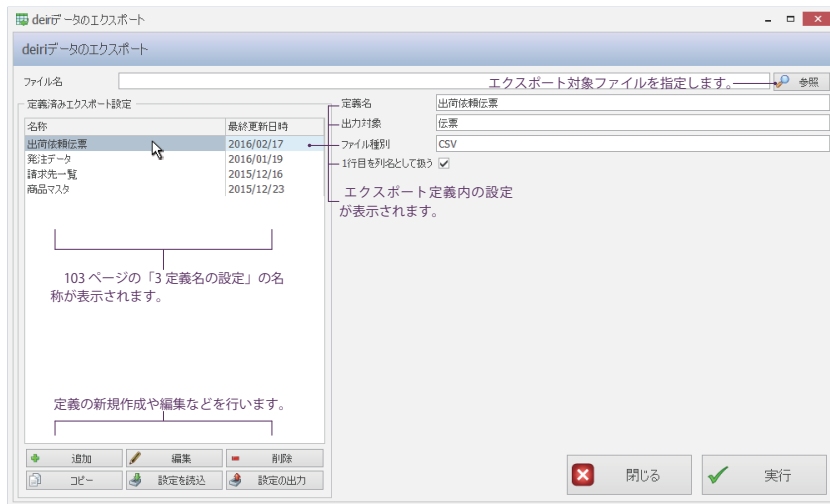 deiriデータのエクスポート
deiriデータのエクスポート
ファイル名
エクスポート対象ファイルを指定します。
参照
定義済みエクスポート設定
名称 最終更新日時
出荷依頼伝票 2016/02/17
発注データ 2016/01/19
請求先一覧 2015/12/16
商品マスタ 2015/12/23
定義名 出荷依頼伝票
出力対象 伝票
ファイル種別 CSV
1行目を列名として扱う
エクスポート定義内の設定
が表示されます。
103 ページの「3 定義名の設定」の名
称が表示されます。
定義の新規作成や編集などを行います。
追加 編集 削除
コピー 設定を読込 設定の出力
閉じる 実行